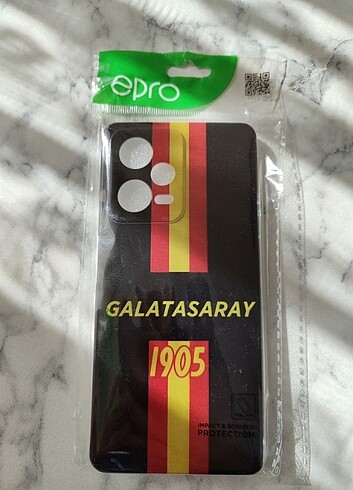 epro
GALATASARAY
1905
IMPACT & SCRATCH
PROTECTION